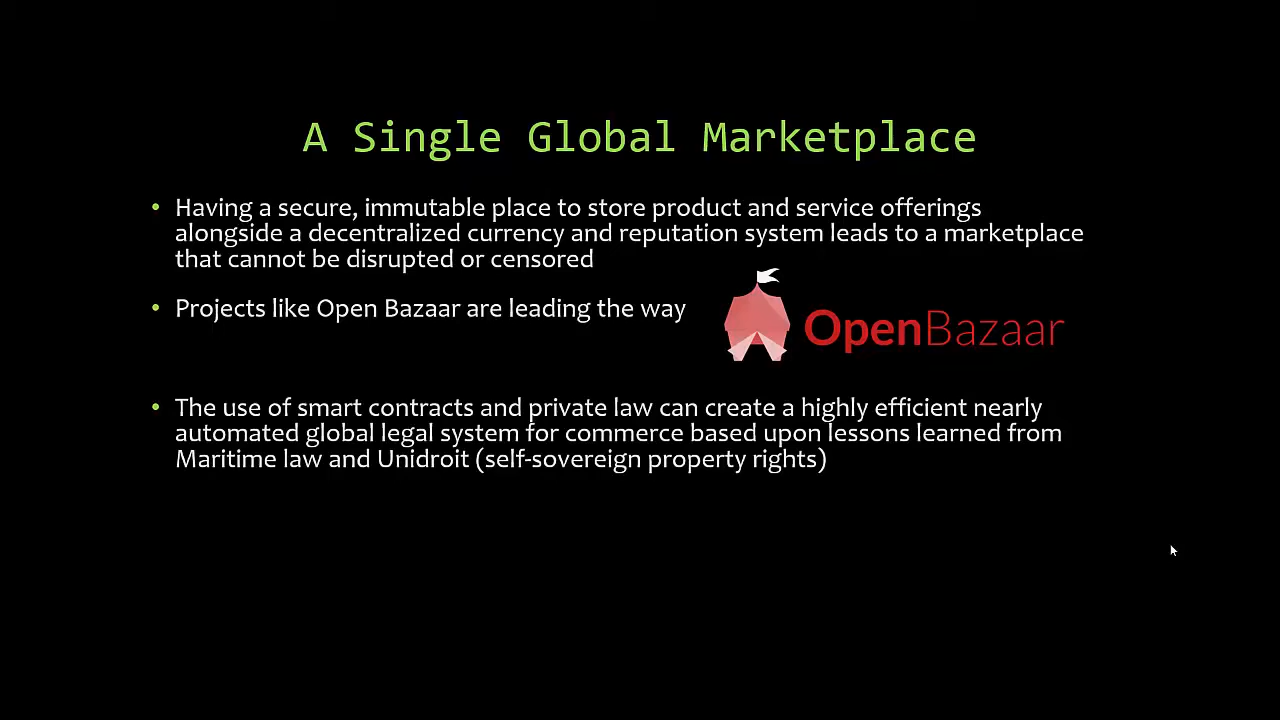 A Single Global Marketplace
• Having a secure, immutable place to store product and service offerings
alongside a decentralized currency and reputation system leads to a marketplace
that cannot be disrupted or censored
• Projects like Open Bazaar are leading the way
OpenBazaar
• The use of smart contracts and private law can create a highly efficient nearly
automated global legal system for commerce based upon lessons learned from
Maritime law and Unidroit (self-sovereign property rights)